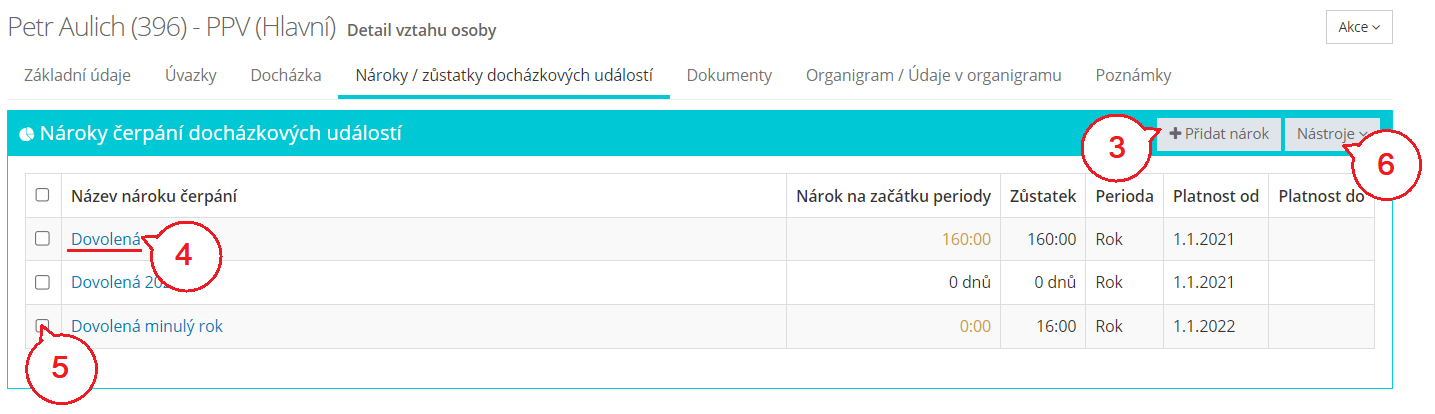 Petr Aulich (396) - PPV (Hlavní) Detail vztahu osoby
Akce
Základní údaje Úvazky Docházka Nároky / zůstatky docházkových událostí Dokumenty Organigram / Údaje v organigramu Poznámky
Nároky čerpání docházkových událostí
3
Přidat nárok
Nástroje
6
Název nároku čerpání Nárok na začátku periody Zůstatek Perioda Platnost od Platnost do
Dovolená 160:00 160:00 Rok 1.1.2021
4
Dovolená 0 dnů 0 dnů Rok 1.1.2021
Dovolená minulý rok 0:00 16:00 Rok 1.1.2022
5